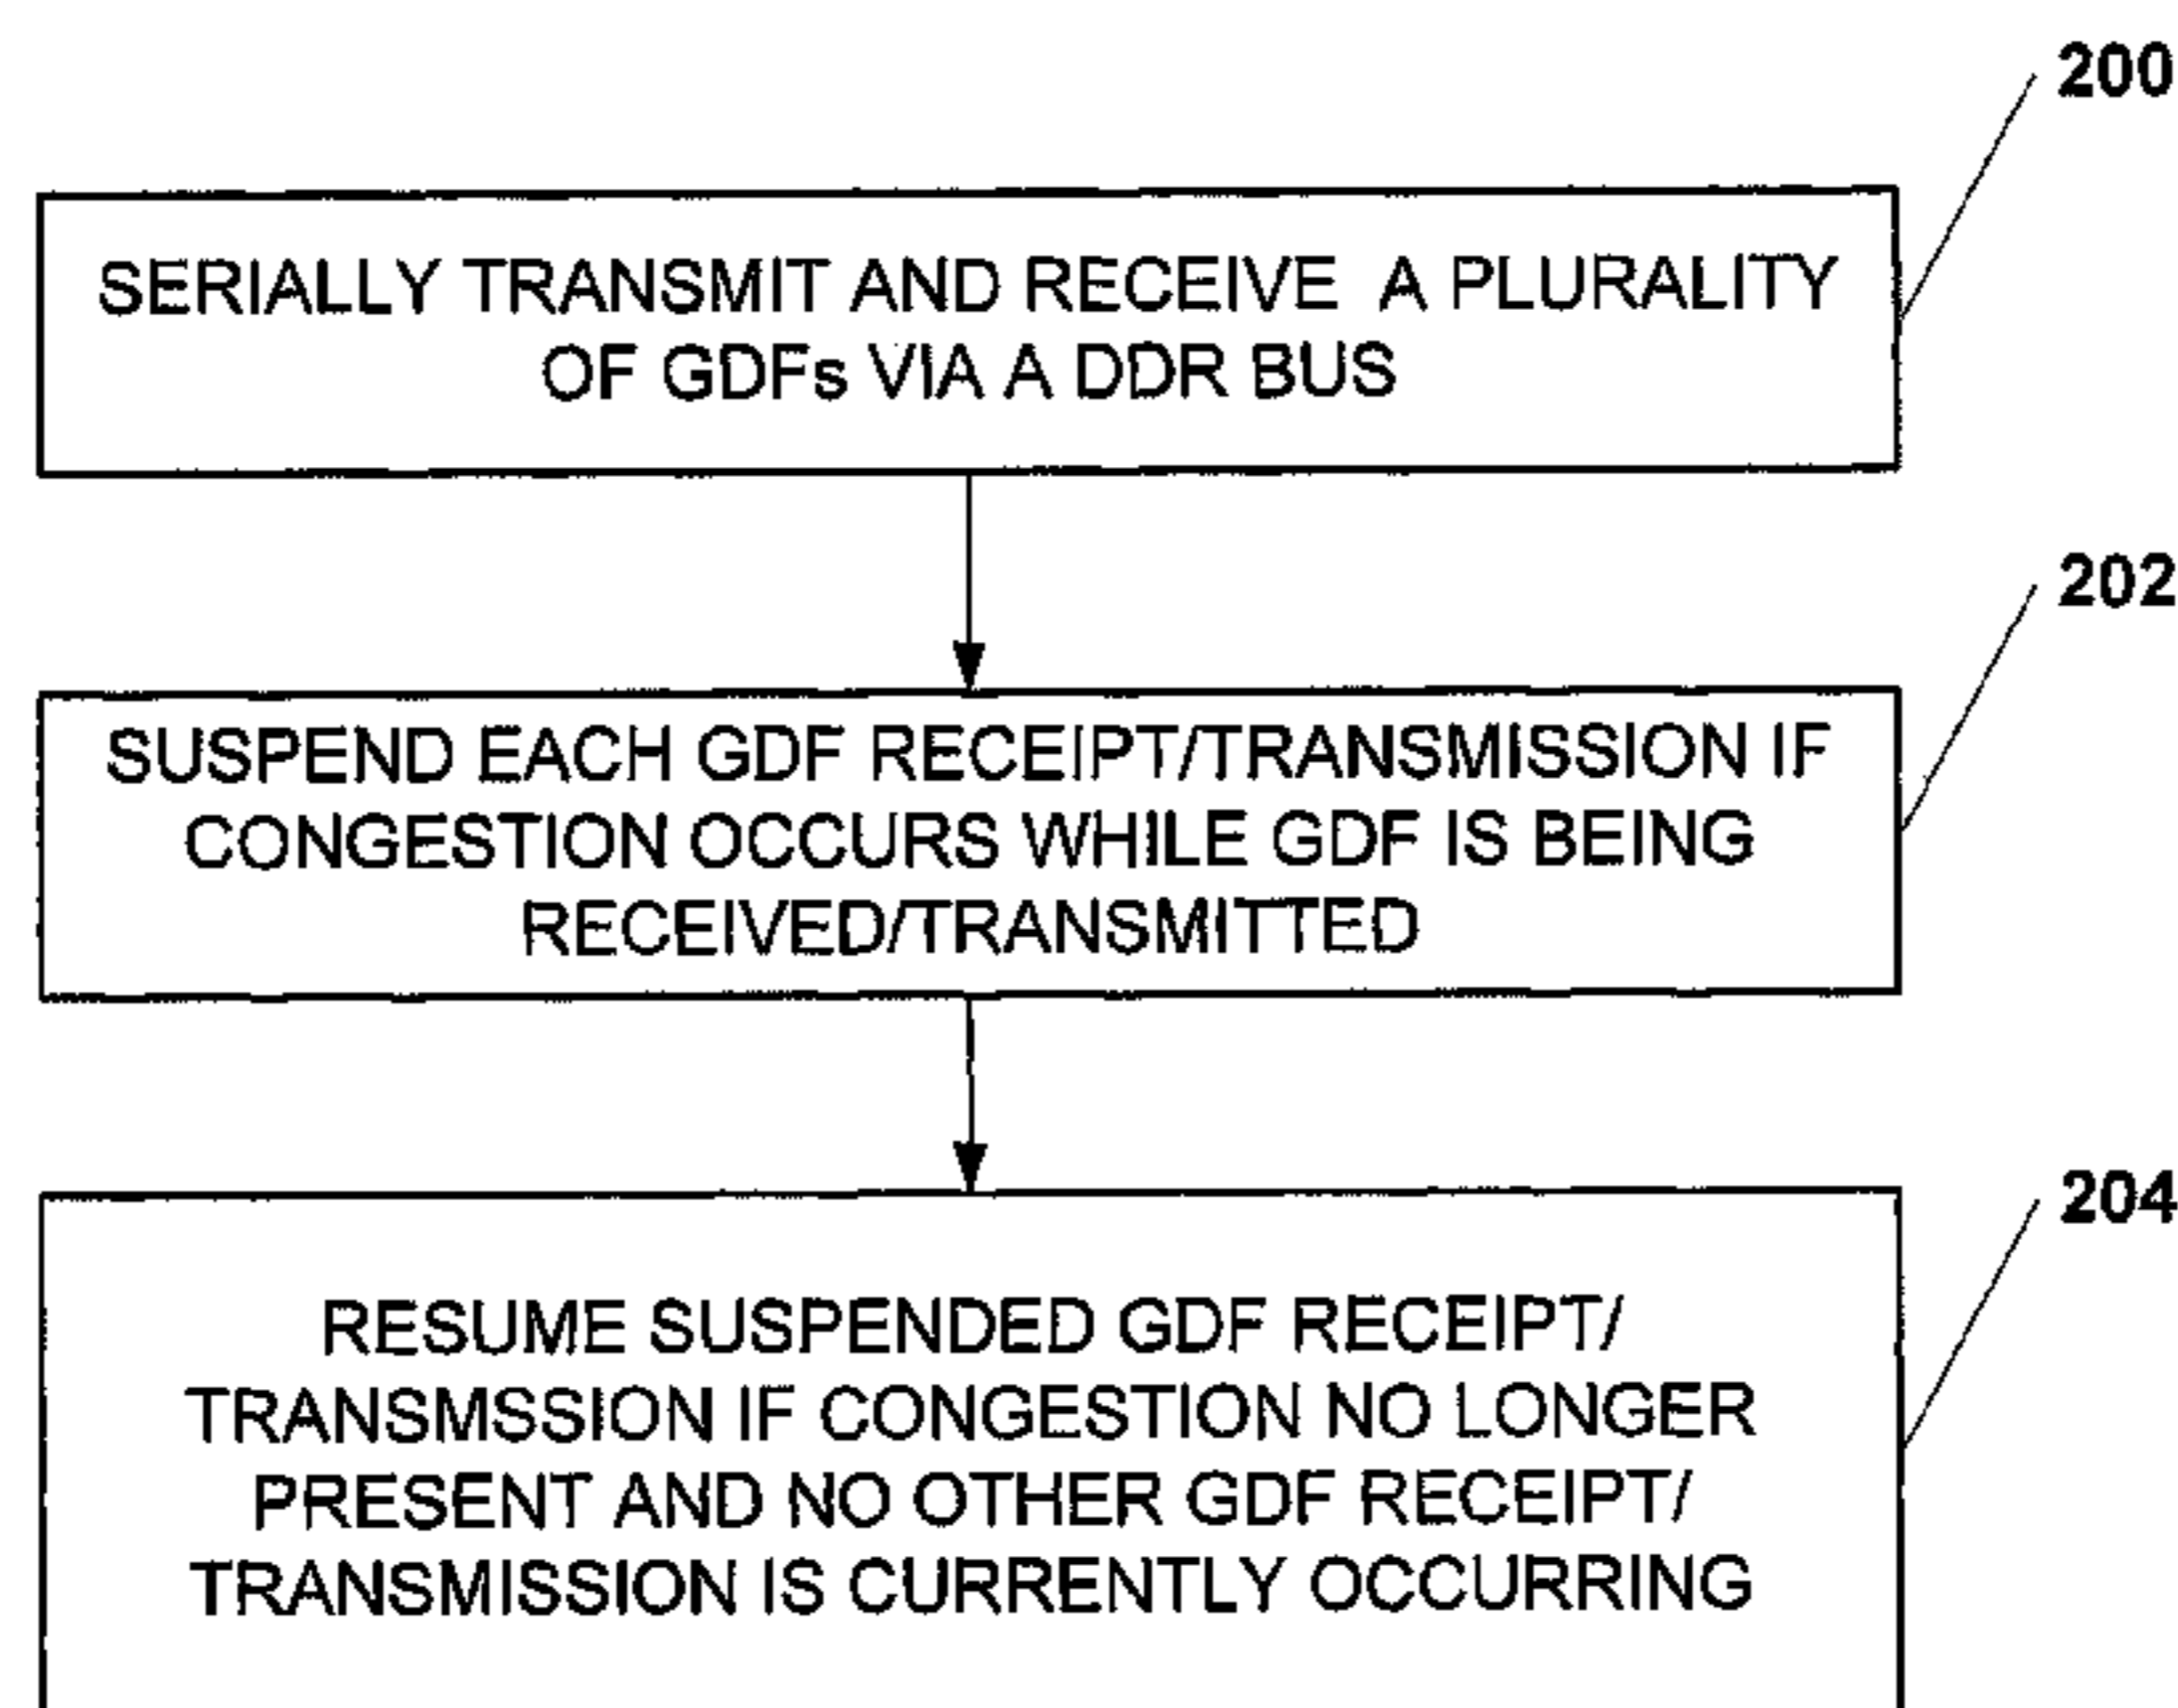 200
SERIALLY TRANSMIT AND RECEIVE A PLURALITY
OF GDFs VIA A DDR BUS
202
SUSPEND EACH GDF RECEIPT/TRANSMISSION IF
CONGESTION OCCURS WHILE GDF IS BEING
RECEIVED/TRANSMITTED
204
RESUME SUSPENDED GDF RECEIPT/
TRANSMSSION IF CONGESTION NO LONGER
PRESENT AND NO OTHER GDF RECEIPT/
TRANSMISSION IS CURRENTLY OCCURRING